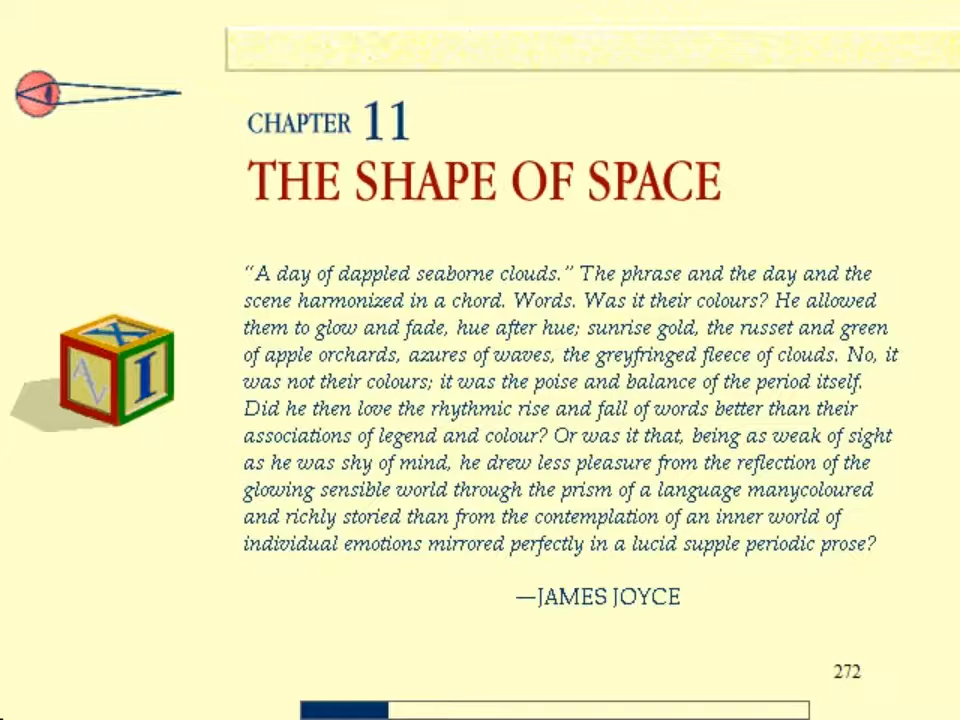 CHAPTER 11
THE SHAPE OF SPACE
“A day of dappled seaborne clouds.” The phrase and the day and the
scene harmonized in a chord. Words. Was it their colours? He allowed
them to glow and fade, hue after hue; sunrise gold, the russet and green
of apple orchards, azures of waves, the greyfringed fleece of clouds. No, it
was not their colours; it was the poise and balance of the period itself.
Did he then love the rhythmic rise and fall of words better than their
associations of legend and colour? Or was it that, being as weak of sight
as he was shy of mind, he drew less pleasure from the reflection of the
glowing sensible world through the prism of a language manycoloured
and richly storied than from the contemplation of an inner world of
individual emotions mirrored perfectly in a lucid supple periodic prose?
—JAMES JOYCE
X
AV
I
272